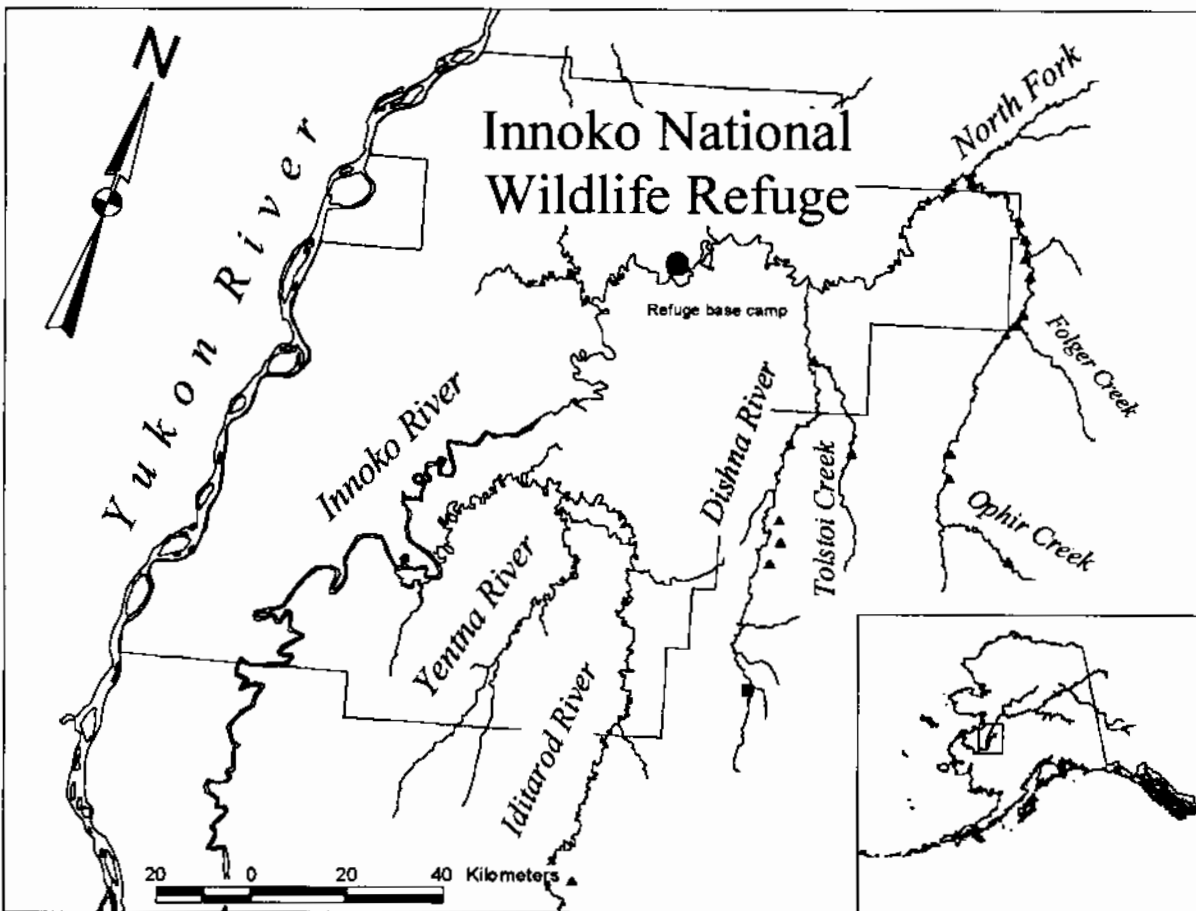 N
Innoko National
Wildlife Refuge
North Fork
Yukon River
Refuge base camp
Folger Creek
Innoko River
Dishna River
Tolstoi Creek
Ophir Creek
Yentna River
Iditarod River
20 0 20 40 Kilometers